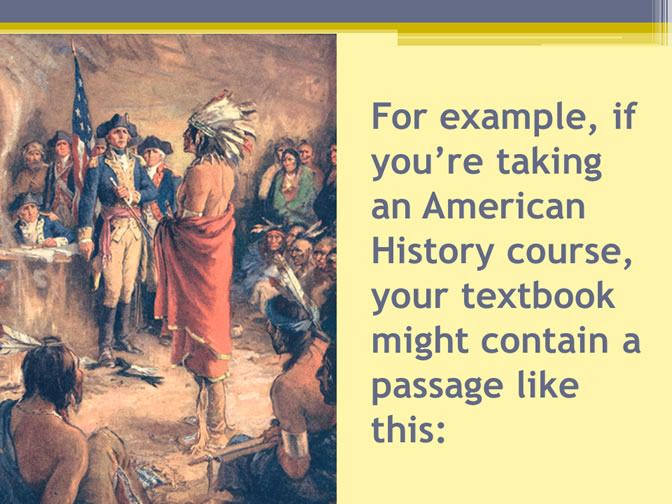 For example, if
you’re taking
an American
History course,
your textbook
might contain a
passage like
this: